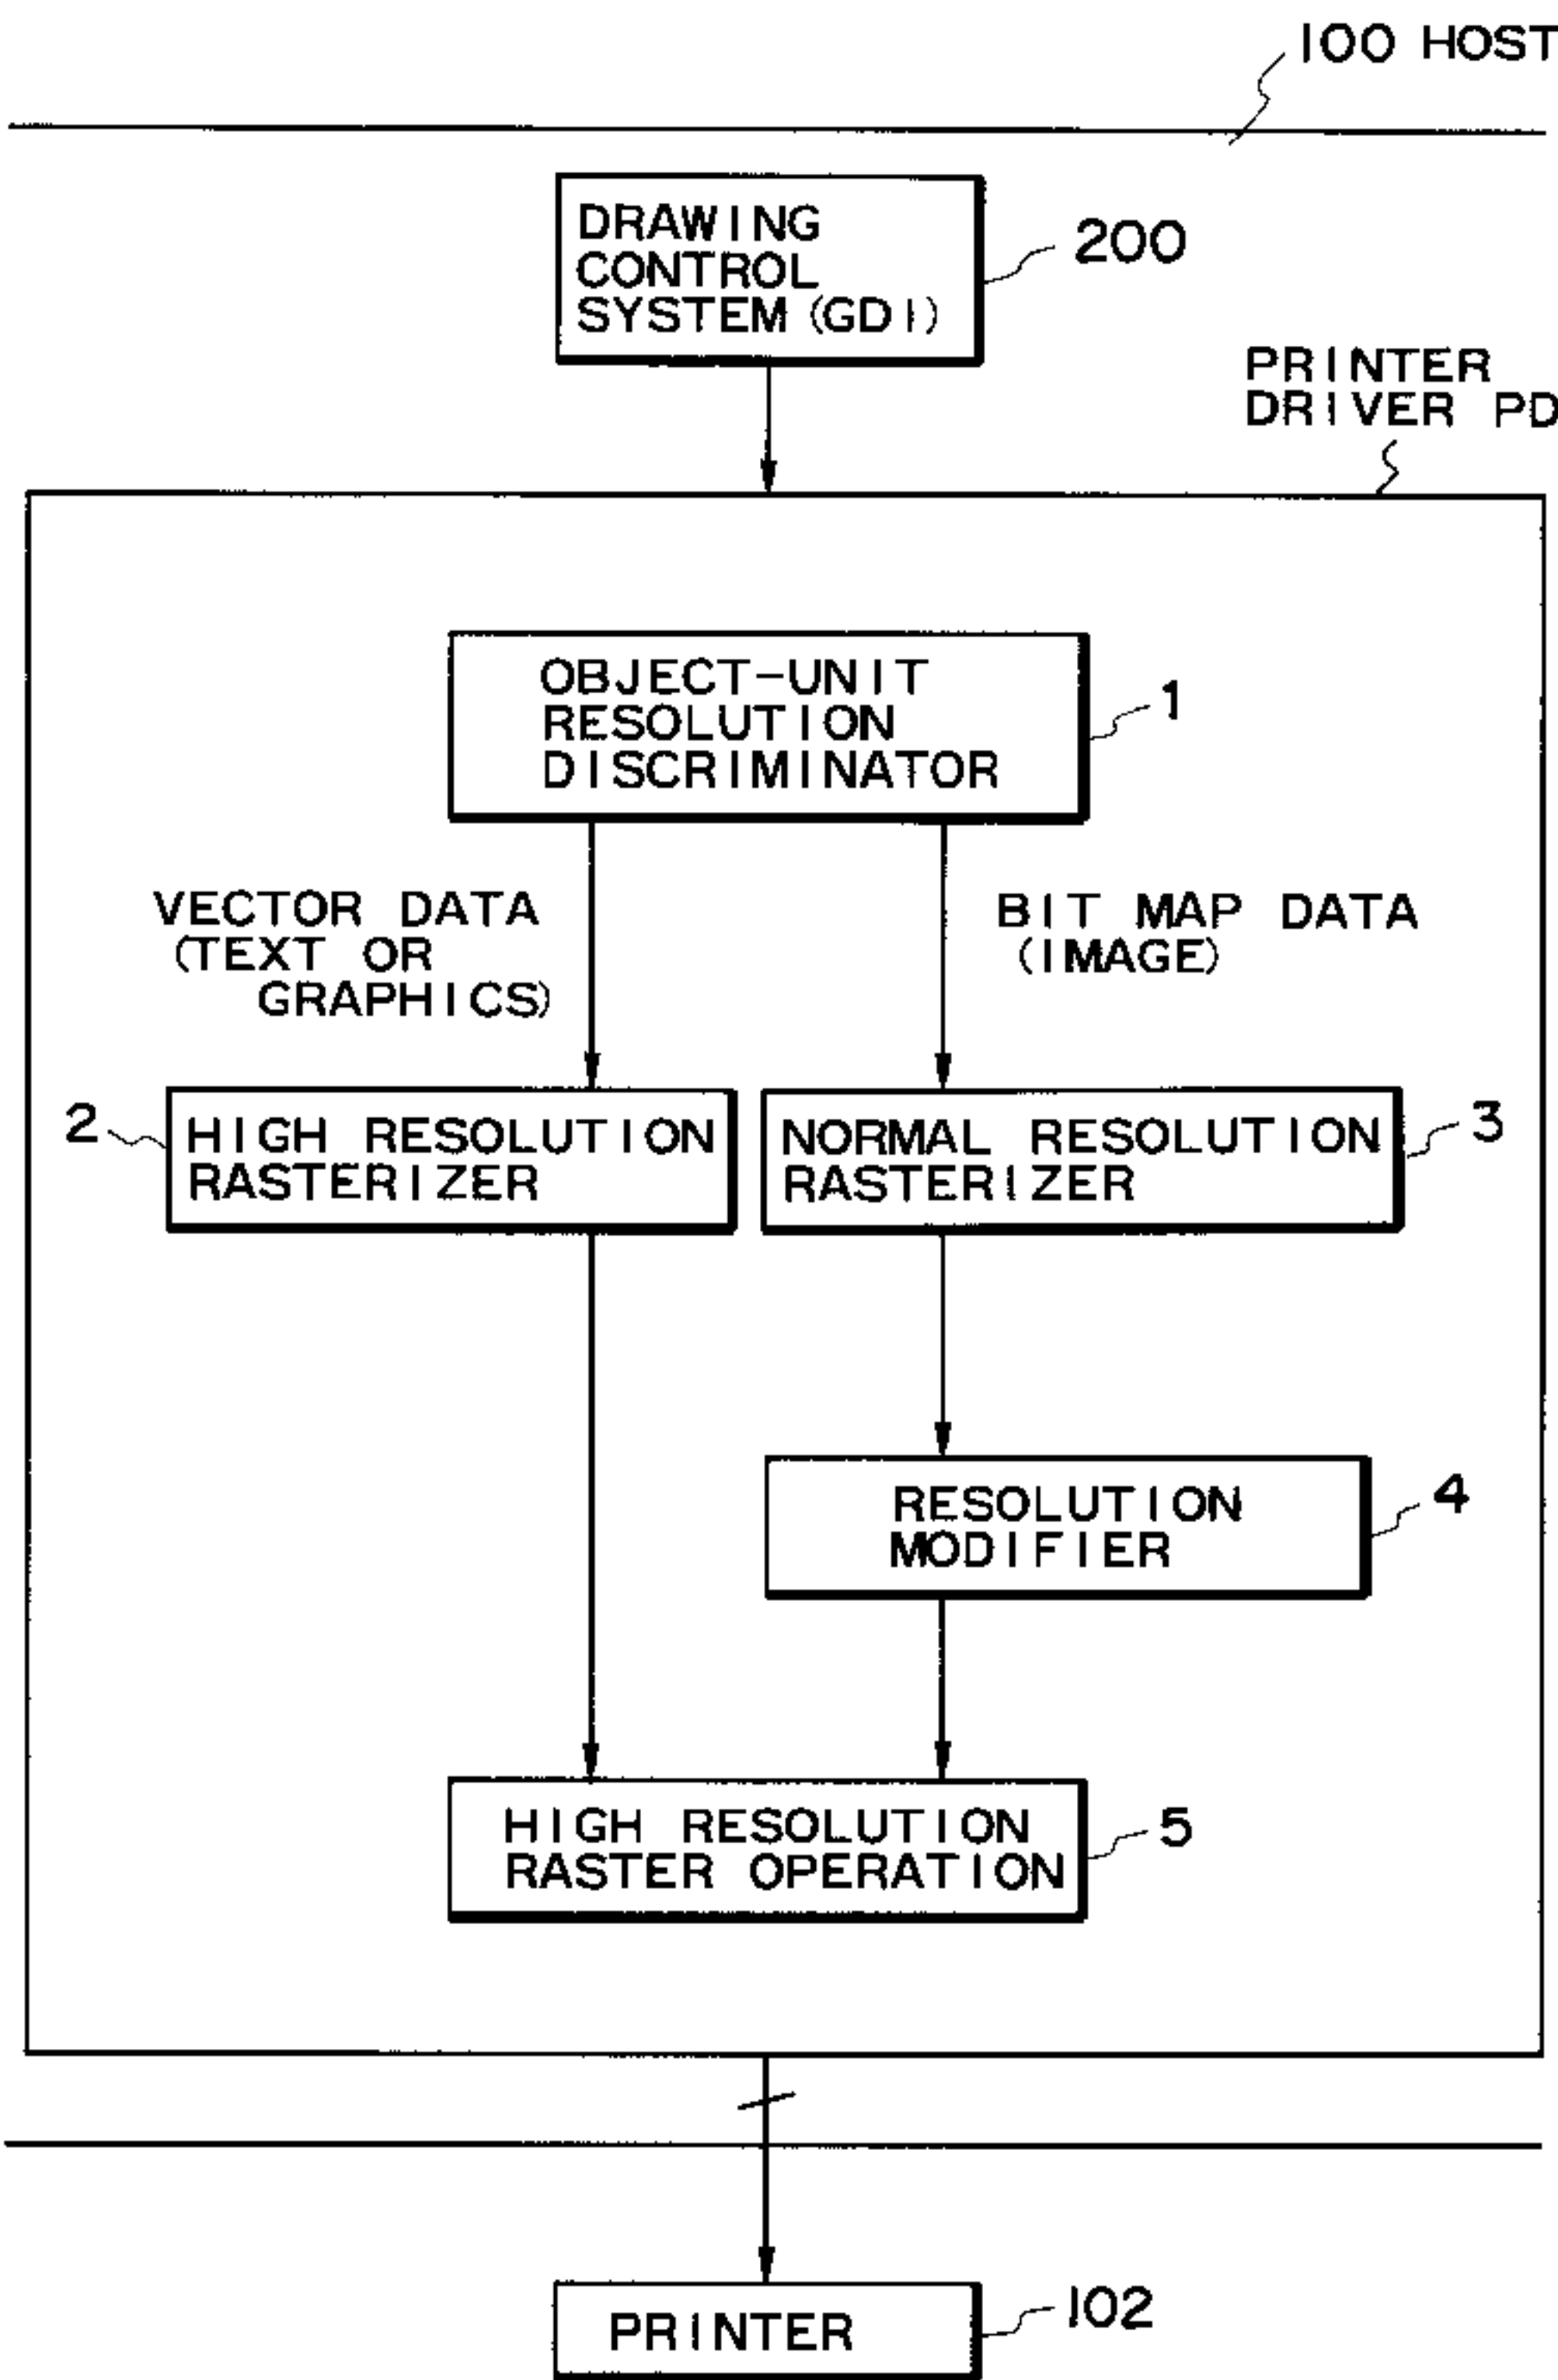 100 HOST
DRAWING
CONTROL
SYSTEM (GDI)
200
PRINTER
DRIVER PD
OBJECT-UNIT
RESOLUTION
DISCRIMINATOR
1
VECTOR DATA
(TEXT OR
GRAPHICS)
BIT MAP DATA
(IMAGE)
2
HIGH RESOLUTION
RASTERIZER
NORMAL RESOLUTION
RASTERIZER
3
RESOLUTION
MODIFIER
4
HIGH RESOLUTION
RASTER OPERATION
5
PRINTER
102